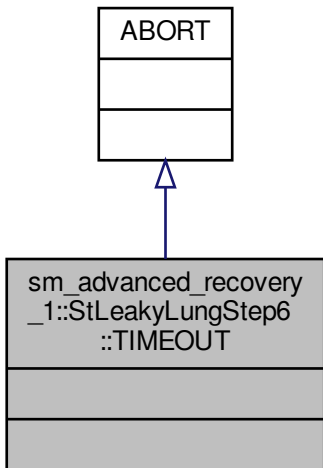 ABORT
sm_advanced_recovery
_1::StLeakyLungStep6
::TIMEOUT